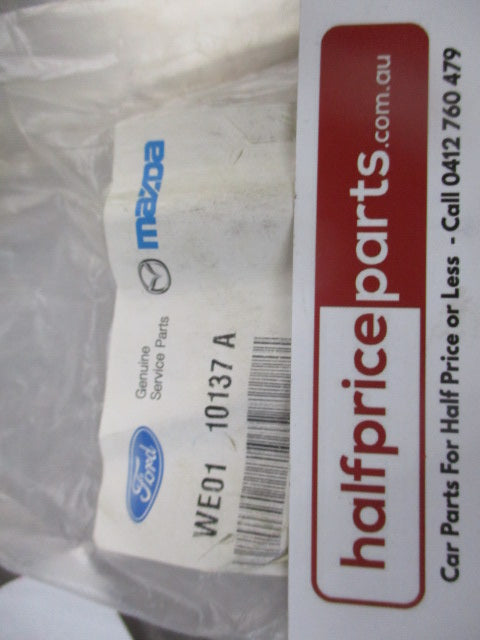 Ford
Genuine
Service Parts
mazda
WE01 10137 A
halfpriceparts.com.au
Car Parts For Half Price or Less - Call 0412 760 479